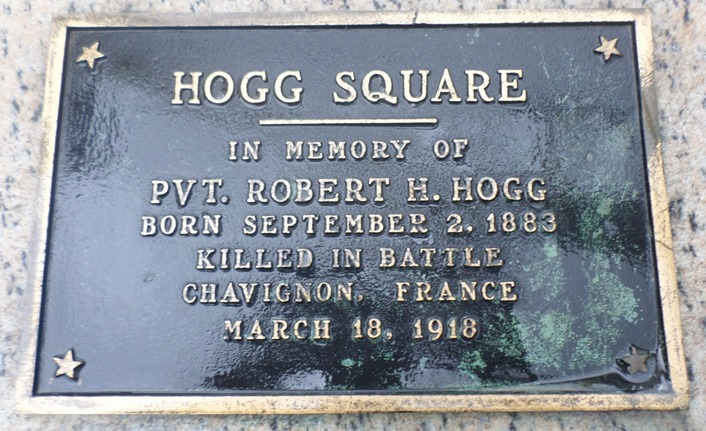 HOGG SQUARE
IN MEMORY OF
PVT. ROBERT H. HOGG
BORN SEPTEMBER 2, 1883
KILLED IN BATTLE
CHAVIGNON, FRANCE
MARCH 18, 1918